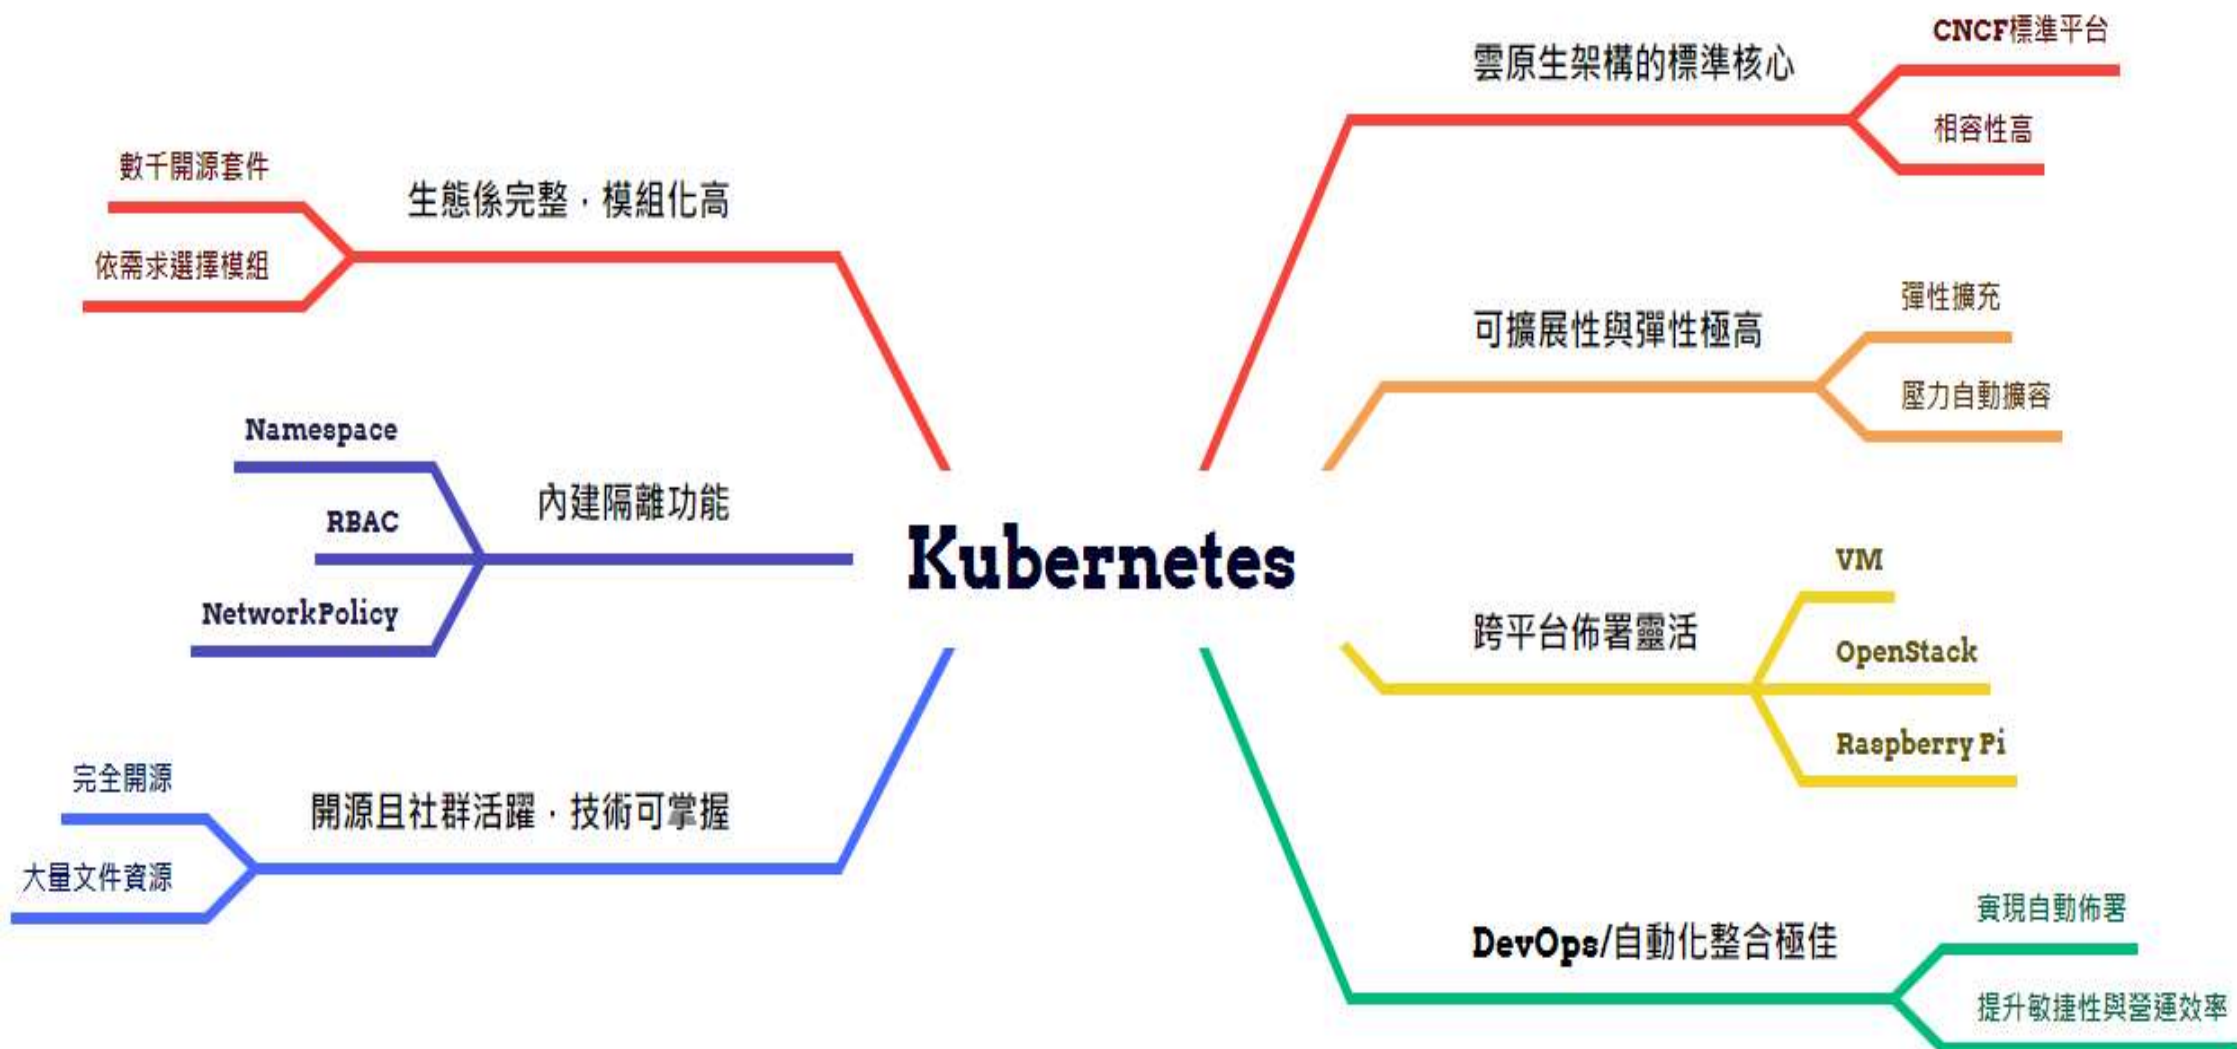 Kubernetes
雲原生架構的標準核心
CNCF標準平台
相容性高
可擴展性與彈性極高
彈性擴充
壓力自動擴容
跨平台佈署靈活
VM
OpenStack
Raspberry Pi
DevOps/自動化整合極佳
實現自動佈署
提升敏捷性與營運效率
生態係完整，模組化高
數千開源套件
依需求選擇模組
內建隔離功能
Namespace
RBAC
NetworkPolicy
開源且社群活躍，技術可掌握
完全開源
大量文件資源